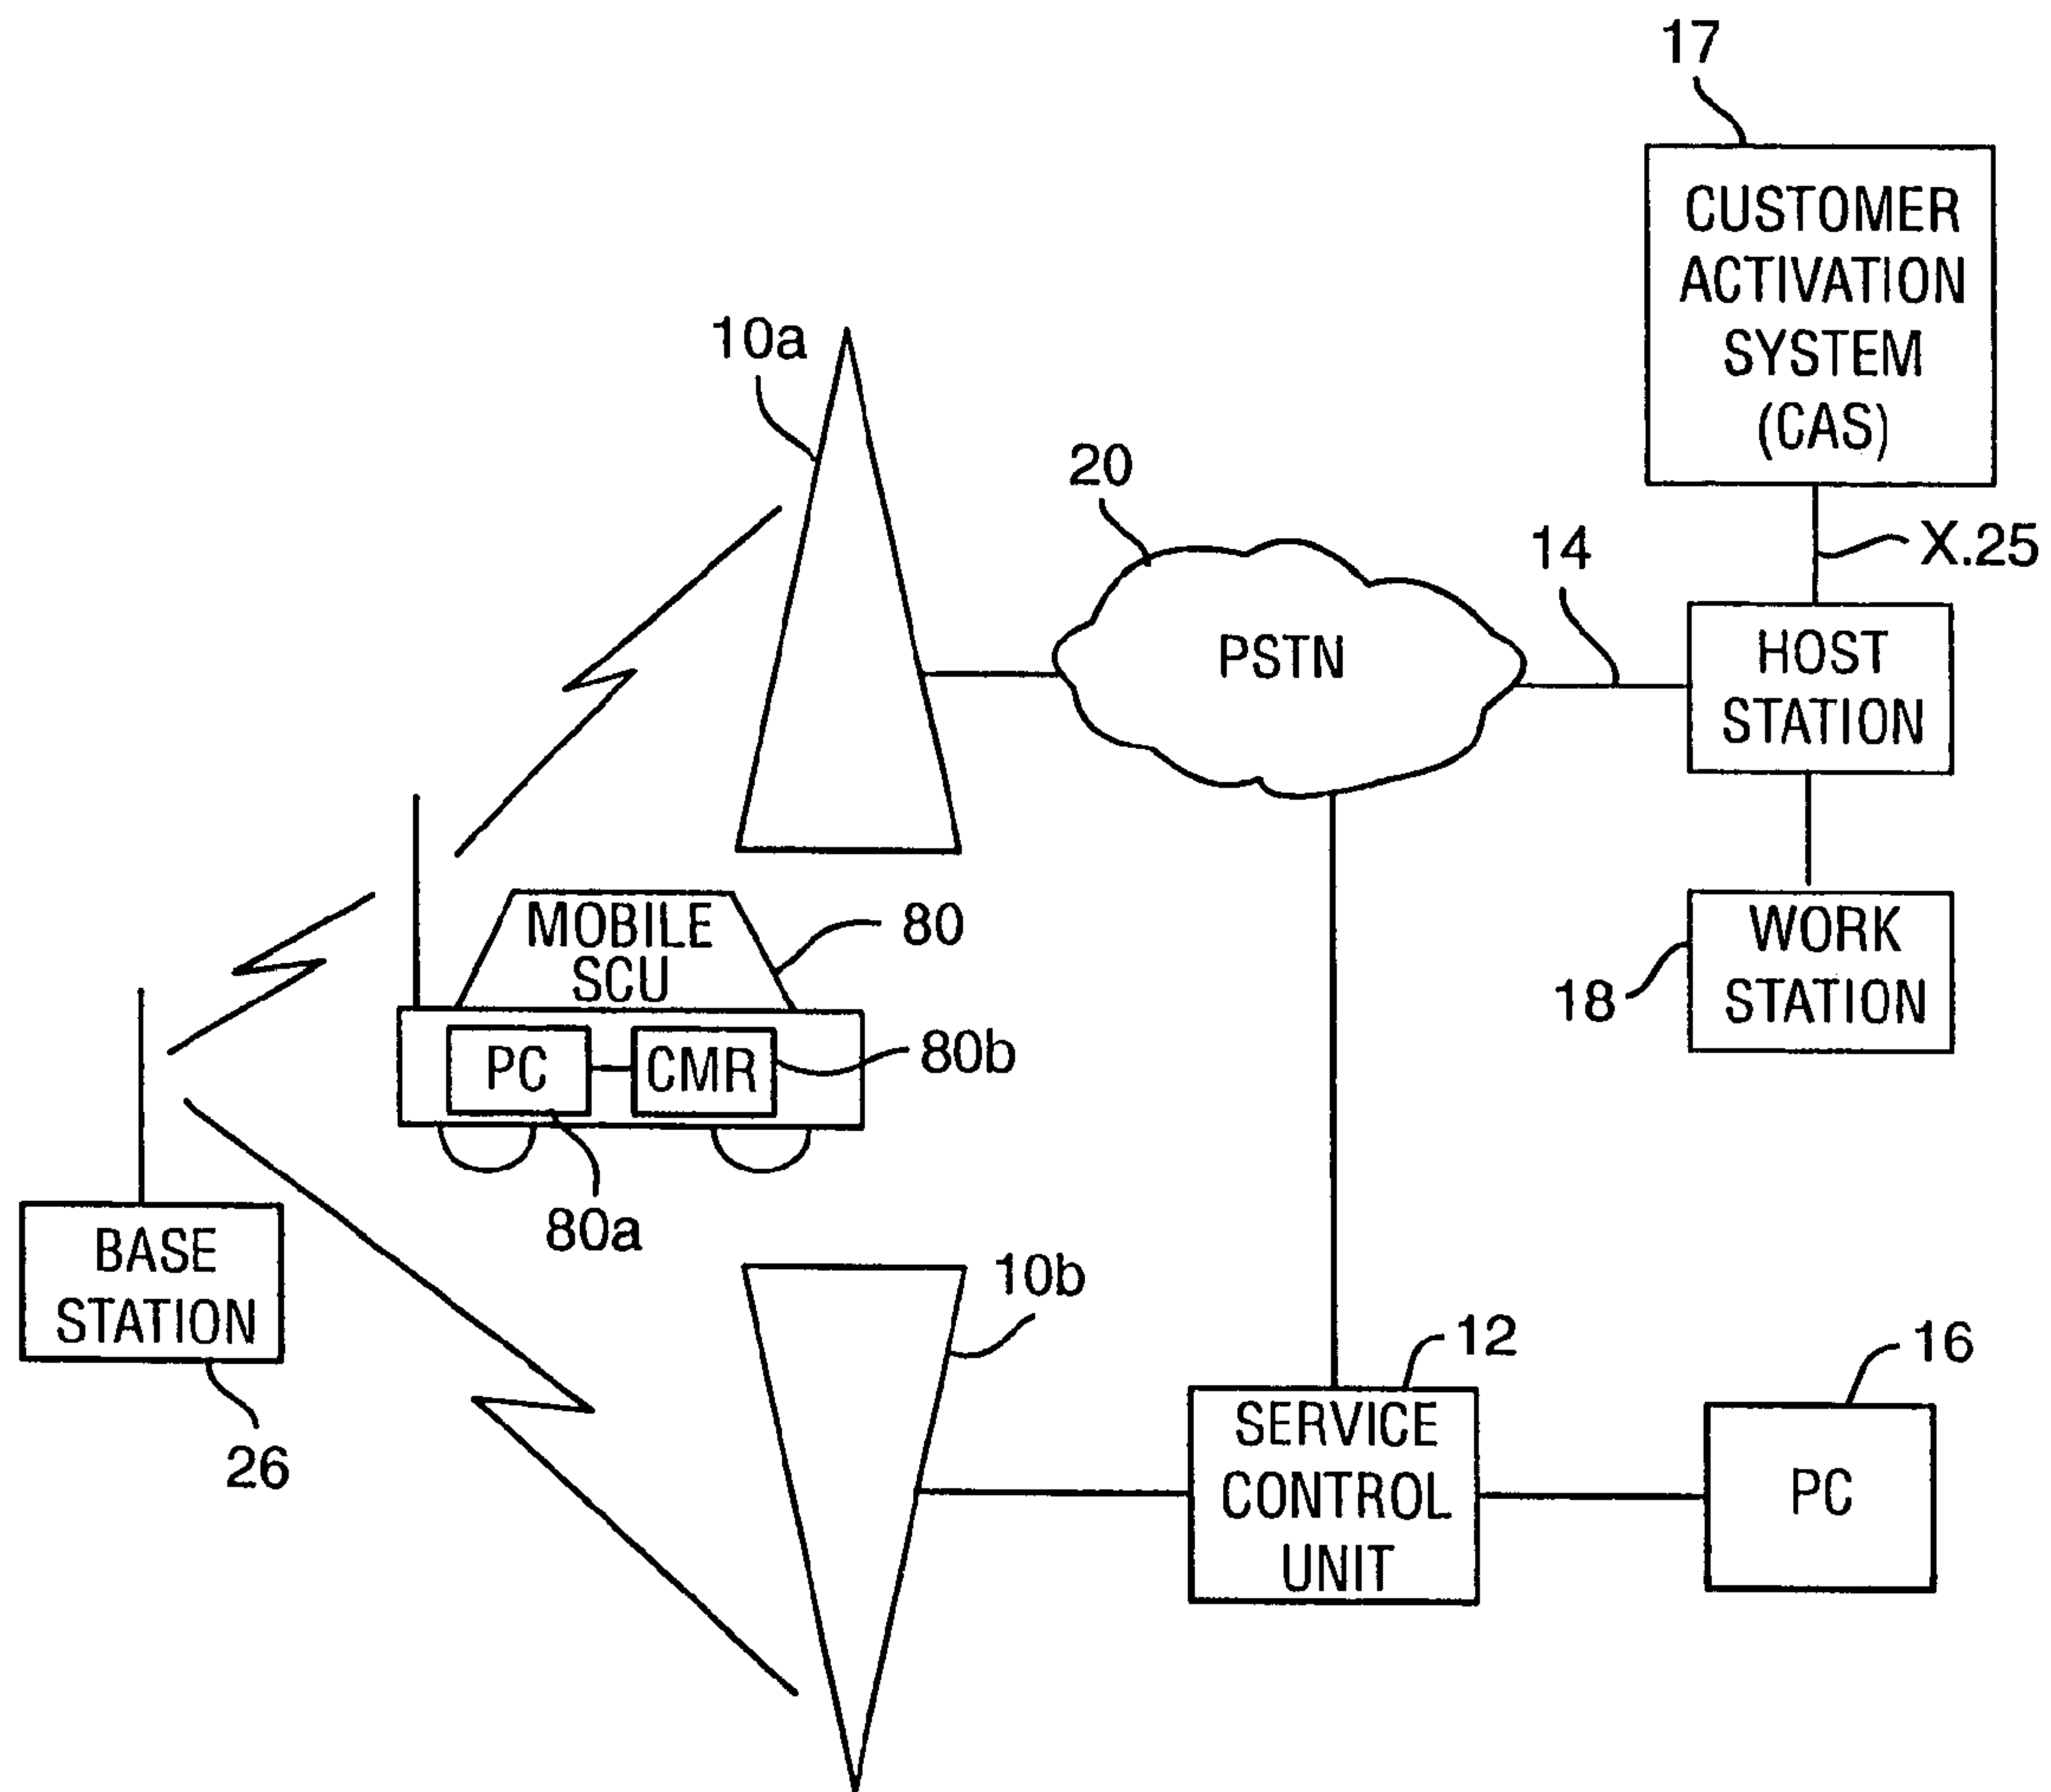 17
CUSTOMER
ACTIVATION
SYSTEM
(CAS)
X.25
10a
20
14
PSTN
HOST
STATION
MOBILE
SCU
80
WORK
STATION
18
PC
CMR
80b
80a
BASE
STATION
26
10b
12
16
SERVICE
CONTROL
UNIT
PC